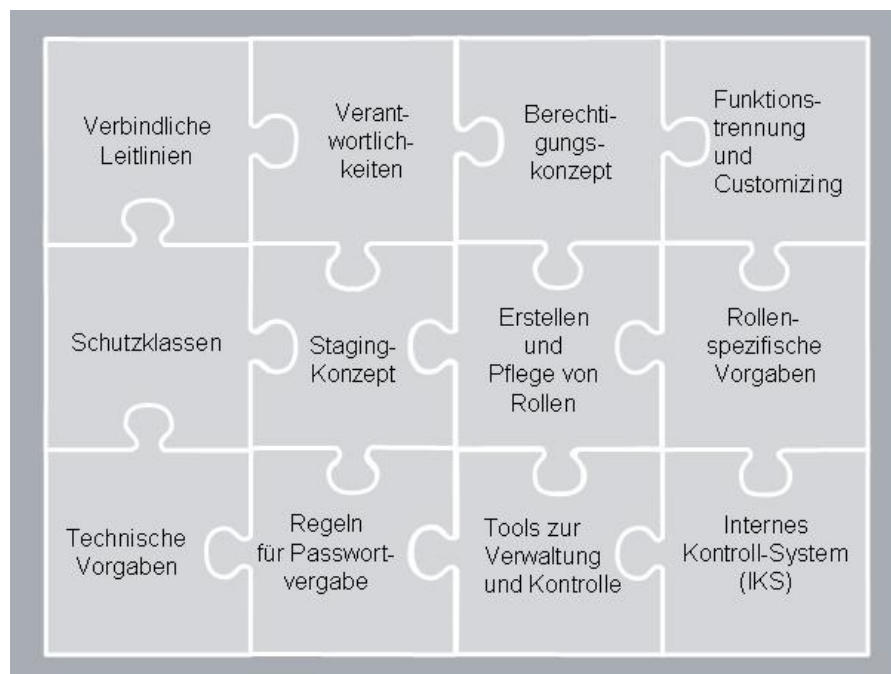 Verbindliche
Leitlinien
Verant-
wortlich-
keiten
Berechti-
gungs-
konzept
Funktions-
trennung
und
Customizing
Schutzklassen
Staging-
Konzept
Erstellen
und
Pflege von
Rollen
Rollen-
spezifische
Vorgaben
Technische
Vorgaben
Regeln
für Passwort-
vergabe
Tools zur
Verwaltung
und Kontrolle
Internes
Kontroll-System
(IKS)